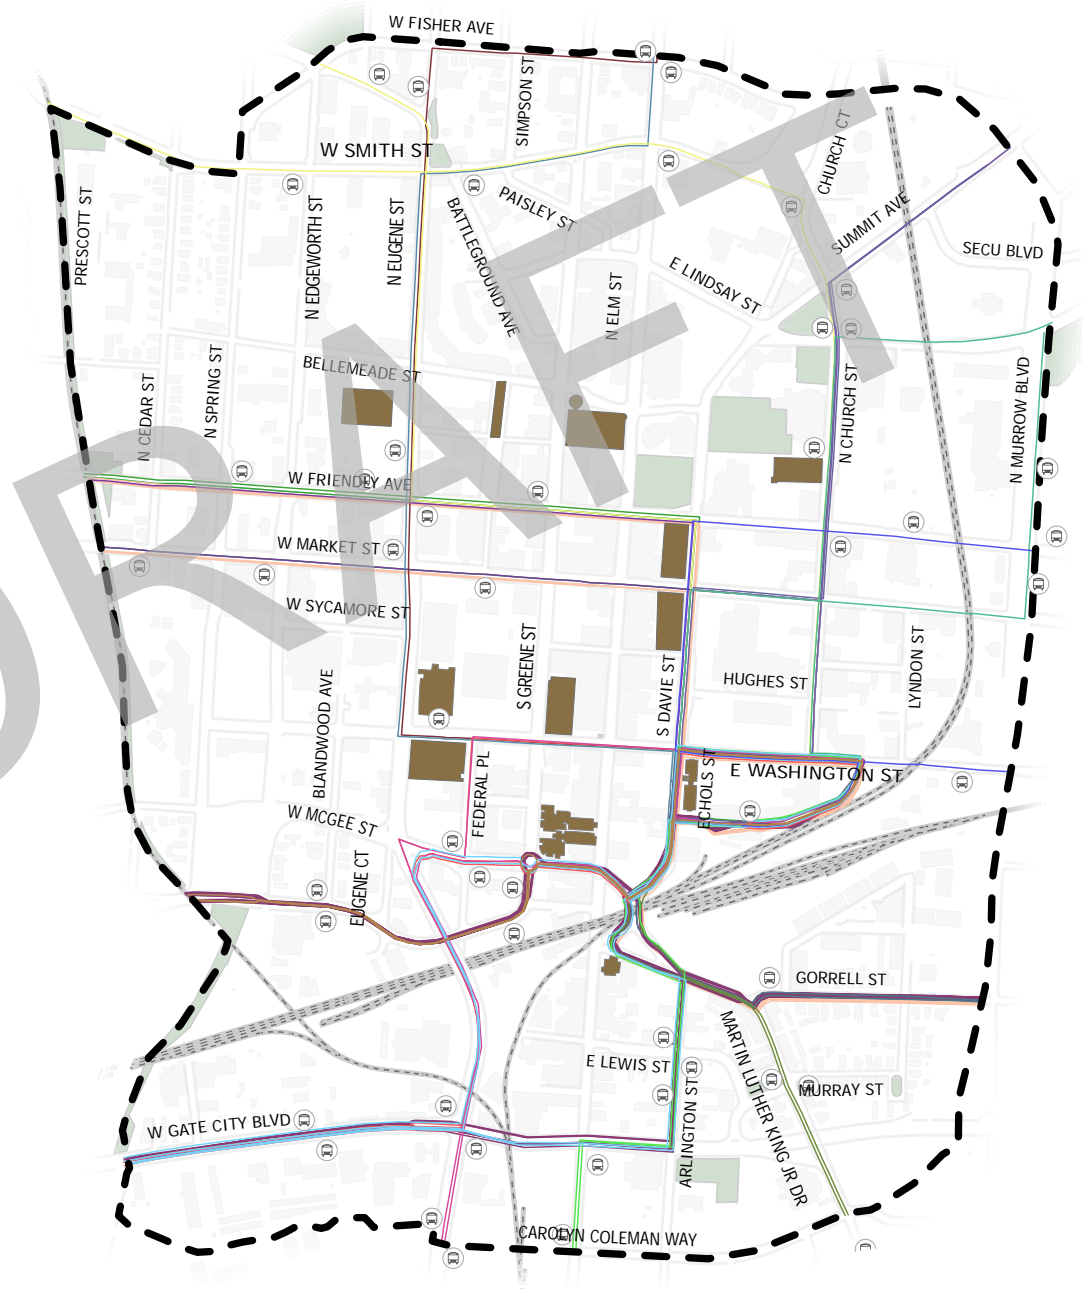 W FISHER AVE
SIMPSON ST
CHURCH CT
W SMITH ST
PRESCOTT ST
N EDGEWORTH ST
N EUGENE ST
BATTLEGROUND AVE
PAISLEY ST
SUMMIT AVE
SECU BLVD
E LINDSAY ST
N ELM ST
BELLEMEADE ST
N CEDAR ST
N SPRING ST
N CHURCH ST
N MURROW BLVD
W FRIENDLY AVE
W MARKET ST
W SYCAMORE ST
DRAFT
BLANDWOOD AVE
S GREENE ST
S DAVIE ST
HUGHES ST
LYNDON ST
FEDERAL PL
ECHOLS ST
E WASHINGTON ST
W MCGEE ST
EUGENE CT
GORRELL ST
E LEWIS ST
MARTIN LUTHER KING JR DR
MURRAY ST
ARLINGTON ST
W GATE CITY BLVD
CAROLYN COLEMAN WAY